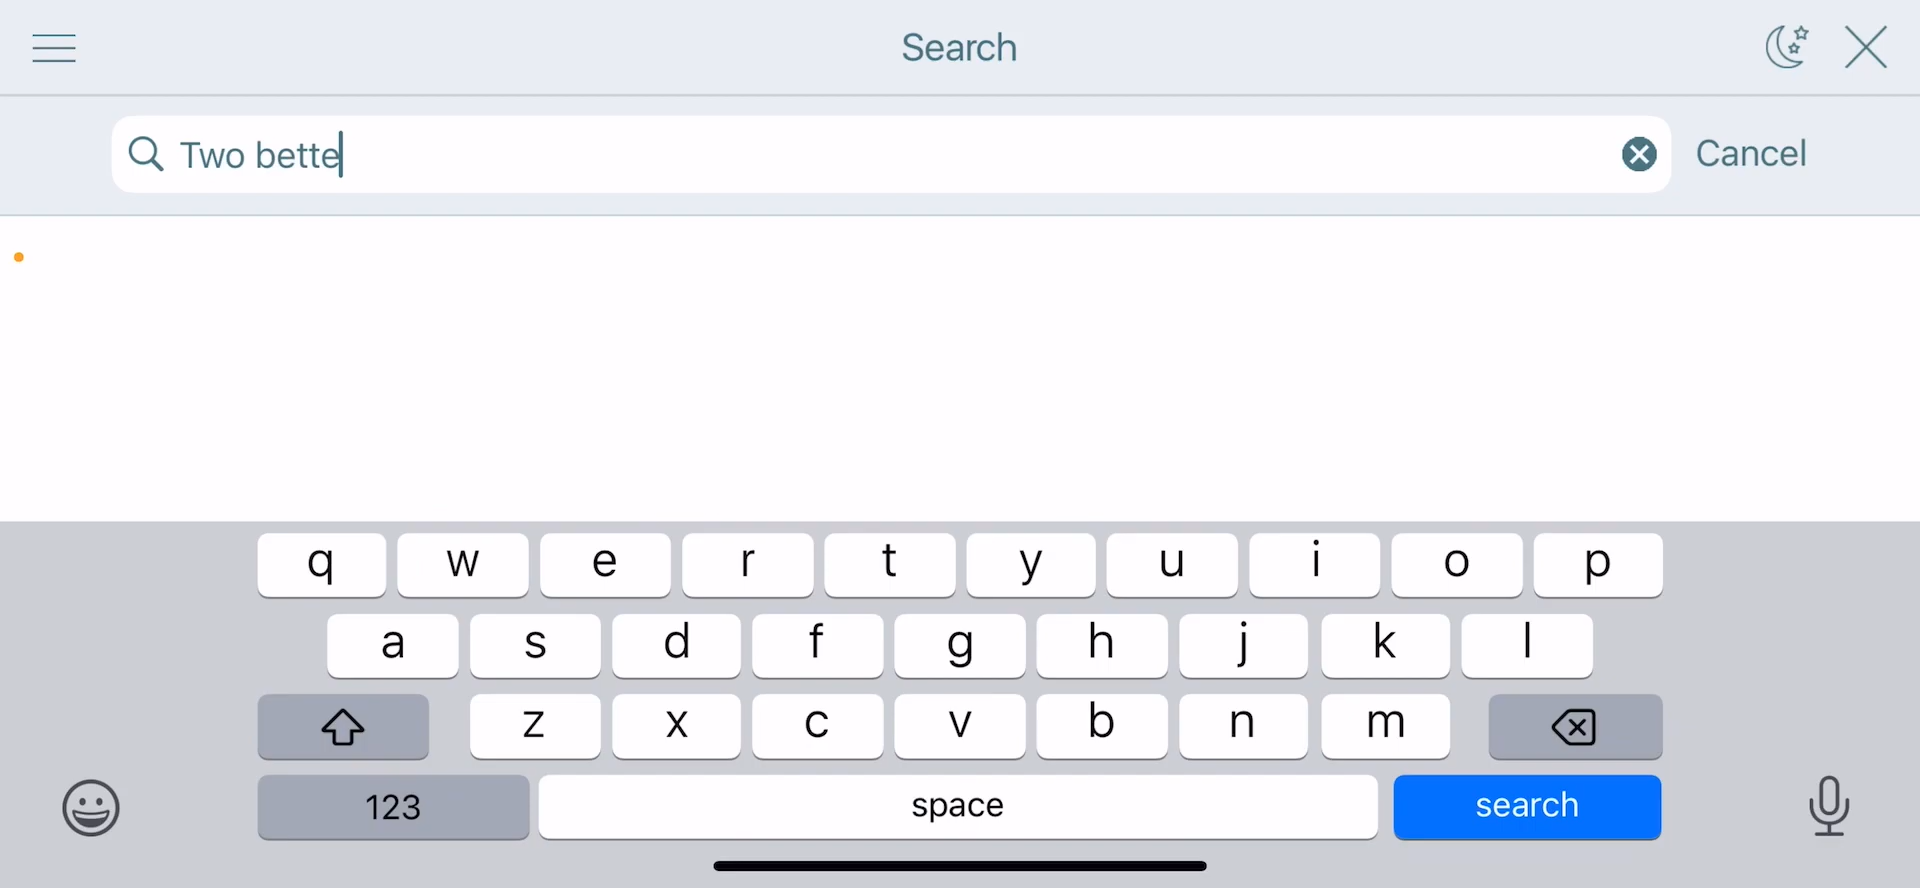 Search
Two bette
Cancel
q w e r t y u i o p
a s d f g h j k l
z x c v b n m
123 space search